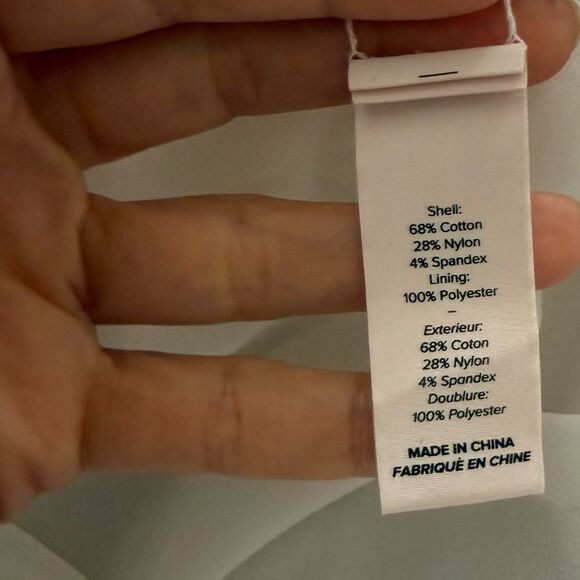 Shell:
68% Cotton
28% Nylon
4% Spandex
Lining:
100% Polyester
–
Exterieur:
68% Coton
28% Nylon
4% Spandex
Doublure:
100% Polyester
MADE IN CHINA
FABRIQUÈ EN CHINE